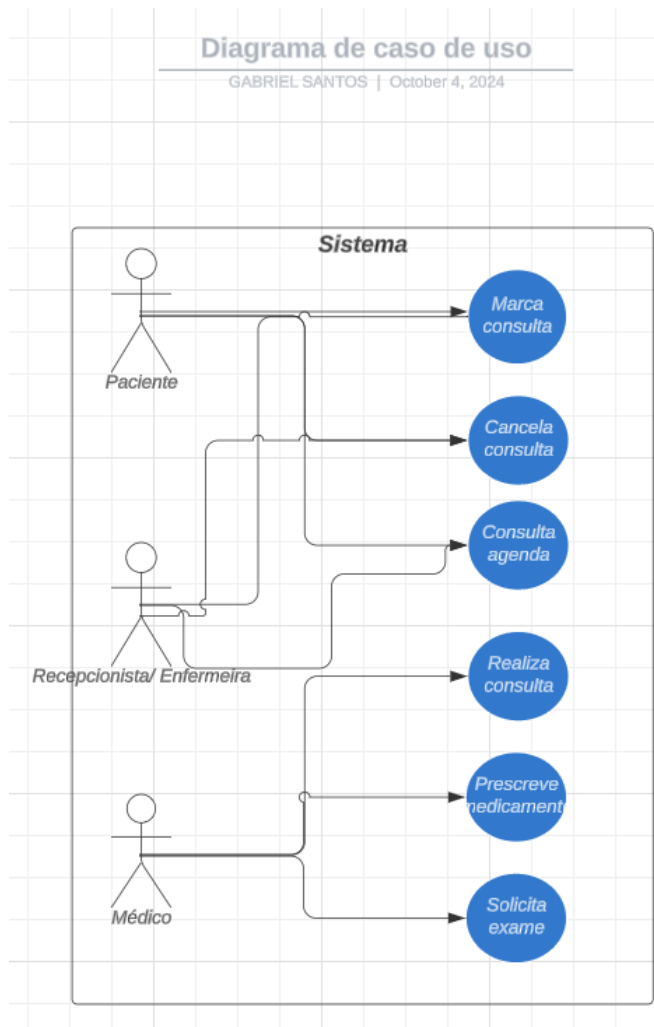 Diagrama de caso de uso
GABRIEL SANTOS | October 4, 2024
Sistema
Marca
consulta
Paciente
Cancela
consulta
Consulta
agenda
Recepcionista/ Enfermeira
Realiza
consulta
Prescreve
medicamento
Médico
Solicita
exame